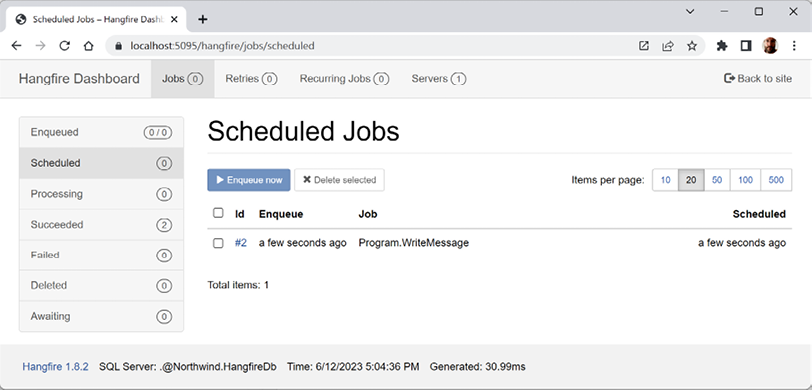 Scheduled Jobs – Hangfire Dashb
localhost:5095/hangfire/jobs/scheduled
Hangfire Dashboard Jobs 0 Retries 0 Recurring Jobs 0 Servers 1 Back to site
Enqueued 0 / 0
Scheduled 0
Processing 0
Succeeded 2
Failed 0
Deleted 0
Awaiting 0
Scheduled Jobs
Enqueue now Delete selected Items per page: 10 20 50 100 500
Id Enqueue Job Scheduled
#2 a few seconds ago Program.WriteMessage a few seconds ago
Total items: 1
Hangfire 1.8.2 SQL Server: .@Northwind.HangfireDb Time: 6/12/2023 5:04:36 PM Generated: 30.99ms